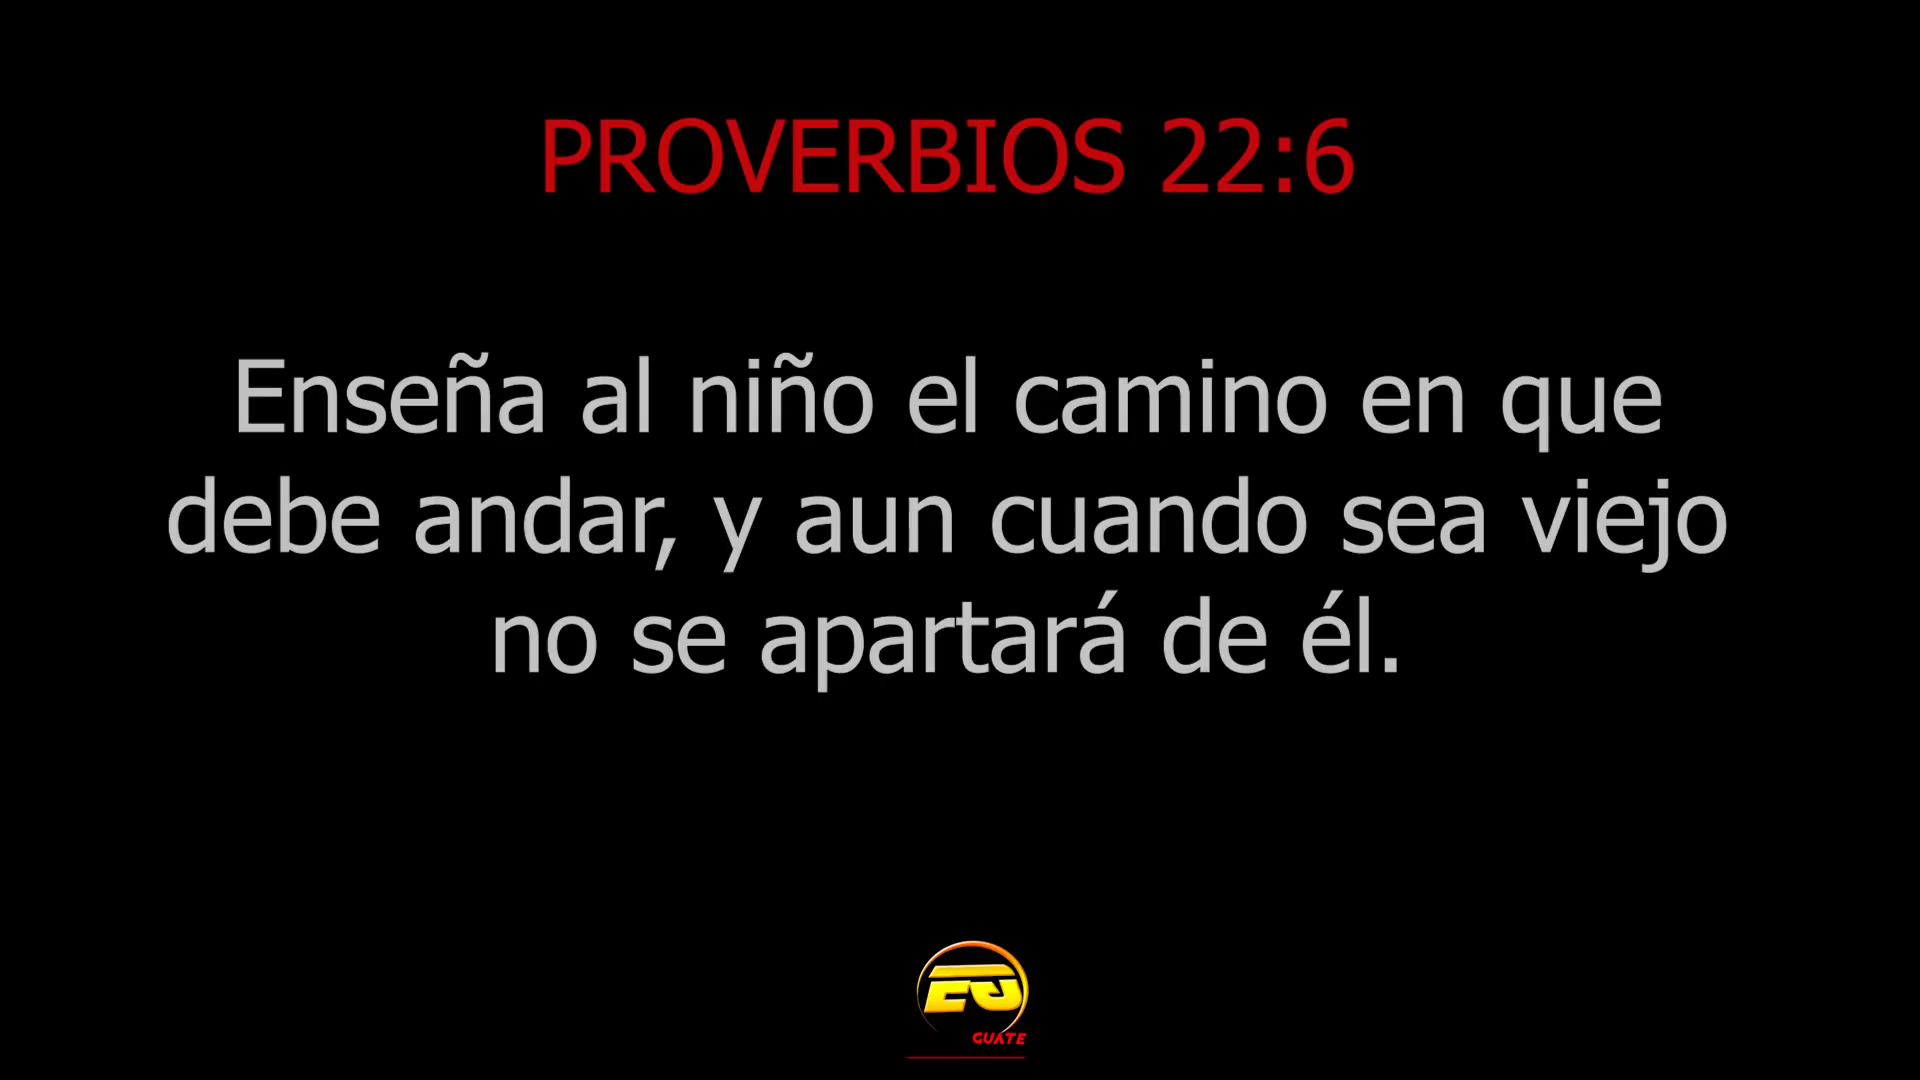 PROVERBIOS 22:6
Enseña al niño el camino en que
debe andar, y aun cuando sea viejo
no se apartará de él.
EJ
GUATE